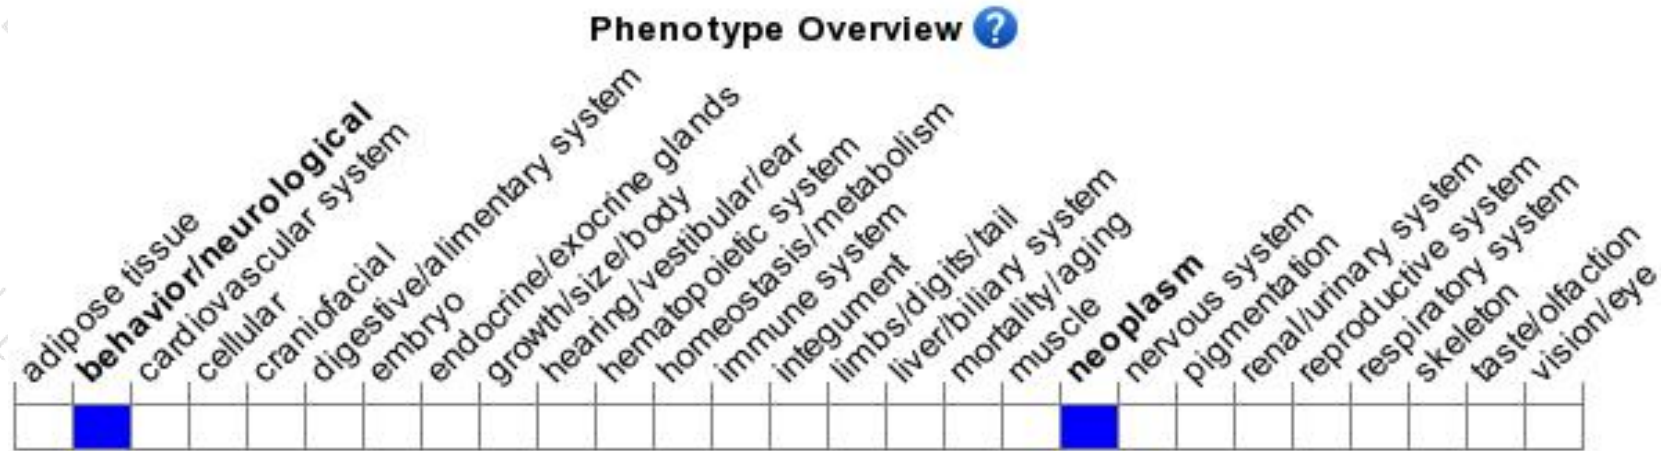 Phenotype Overview ?
adipose tissue
behavior/neurological
cardiovascular system
cellular
craniofacial
digestive/alimentary system
embryo
endocrine/exocrine glands
growth/size/body
hearing/vestibular/ear
hematopoietic system
homeostasis/metabolism
immune system
integument
limbs/digits/tail
liver/biliary system
mortality/aging
muscle
neoplasm
nervous system
pigmentation
renal/urinary system
reproductive system
respiratory system
skeleton
taste/olfaction
vision/eye